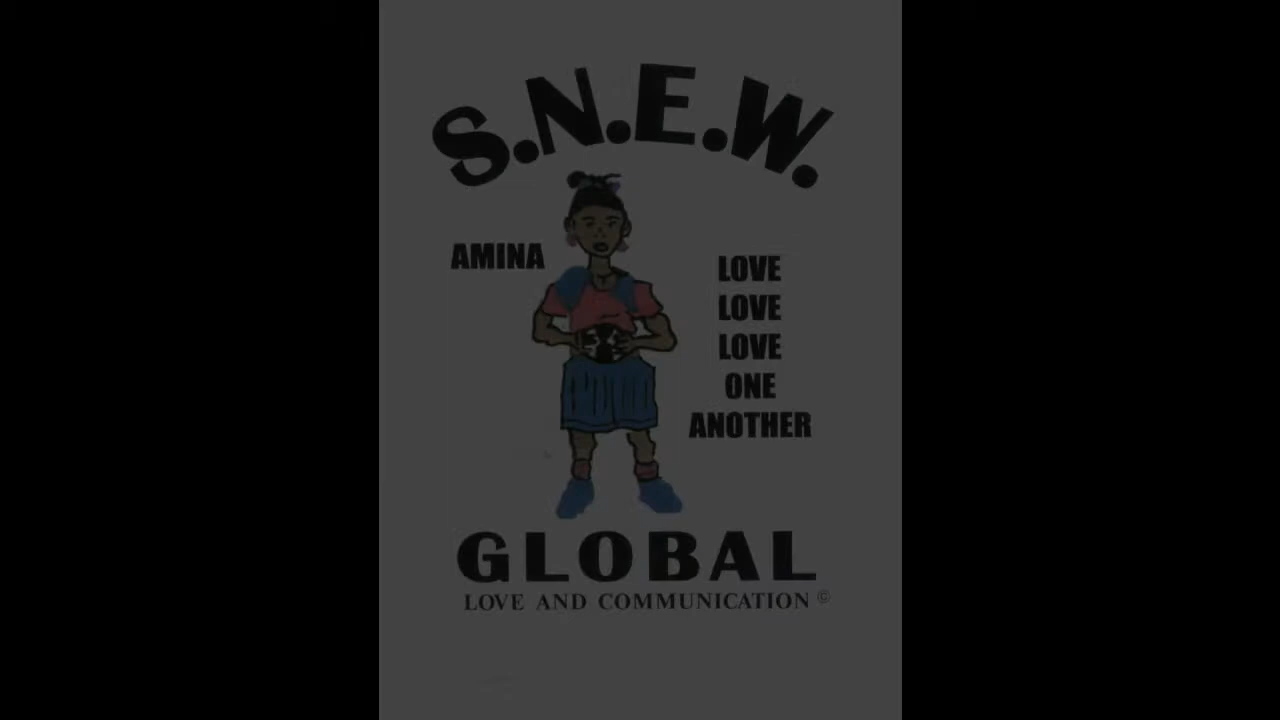 S.N.E.W.
AMINA
LOVE
LOVE
LOVE
ONE
ANOTHER
GLOBAL
LOVE AND COMMUNICATION ©